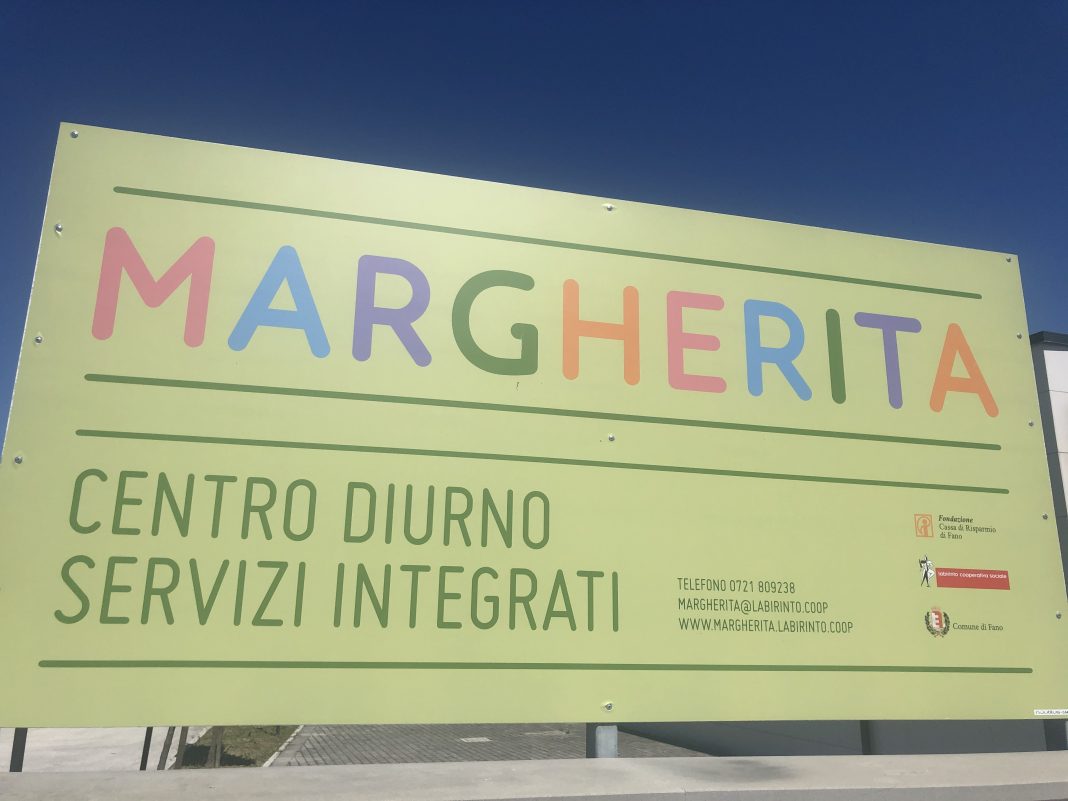 MARGHERITA
CENTRO DIURNO
SERVIZI INTEGRATI
TELEFONO 0721 809238
MARGHERITA@LABIRINTO.COOP
WWW.MARGHERITA.LABIRINTO.COOP
Fondazione
Cassa di Risparmio
di Fano
labirinto cooperativa sociale
Comune di Fano